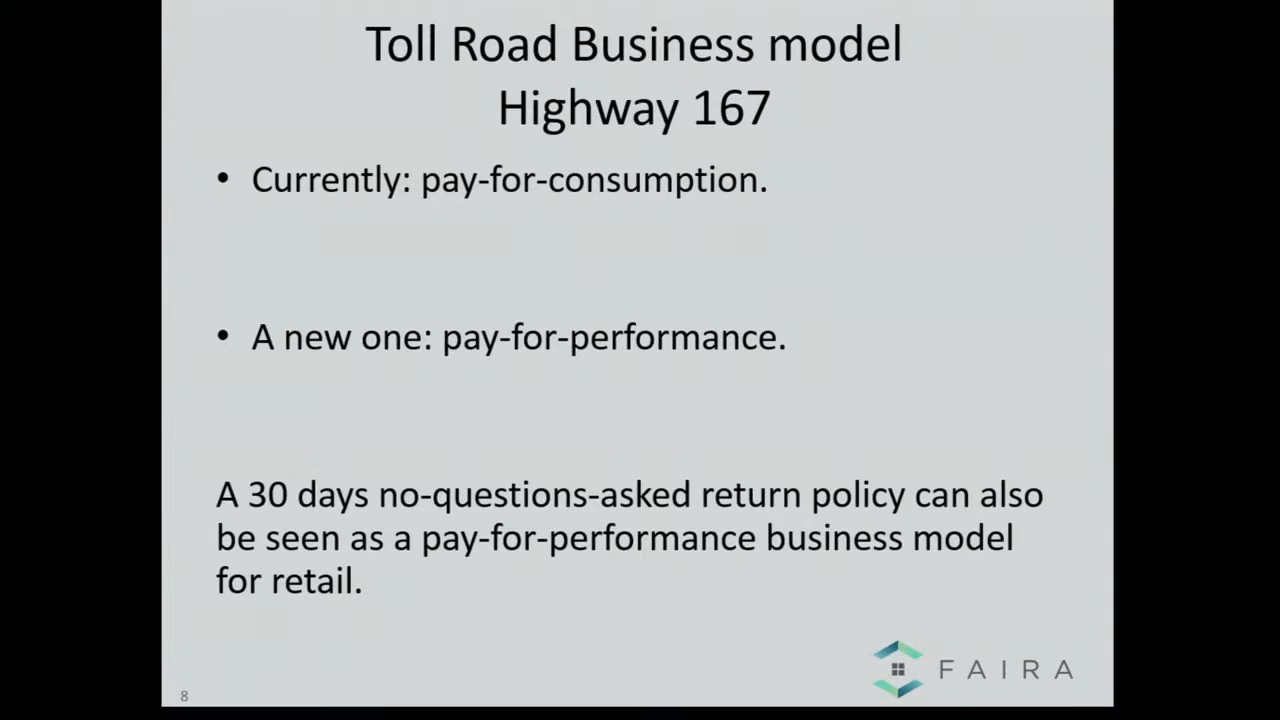 Toll Road Business model
Highway 167
• Currently: pay-for-consumption.
• A new one: pay-for-performance.
A 30 days no-questions-asked return policy can also
be seen as a pay-for-performance business model
for retail.
FAIRA
8